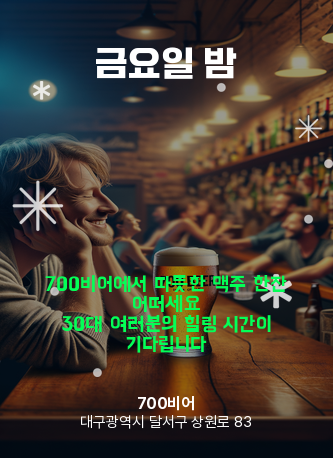 금요일 밤
700비어에서 따뜻한 맥주 한잔
어떠세요
30대 여러분의 힐링 시간이
기다립니다
700비어
대구광역시 달서구 상원로 83